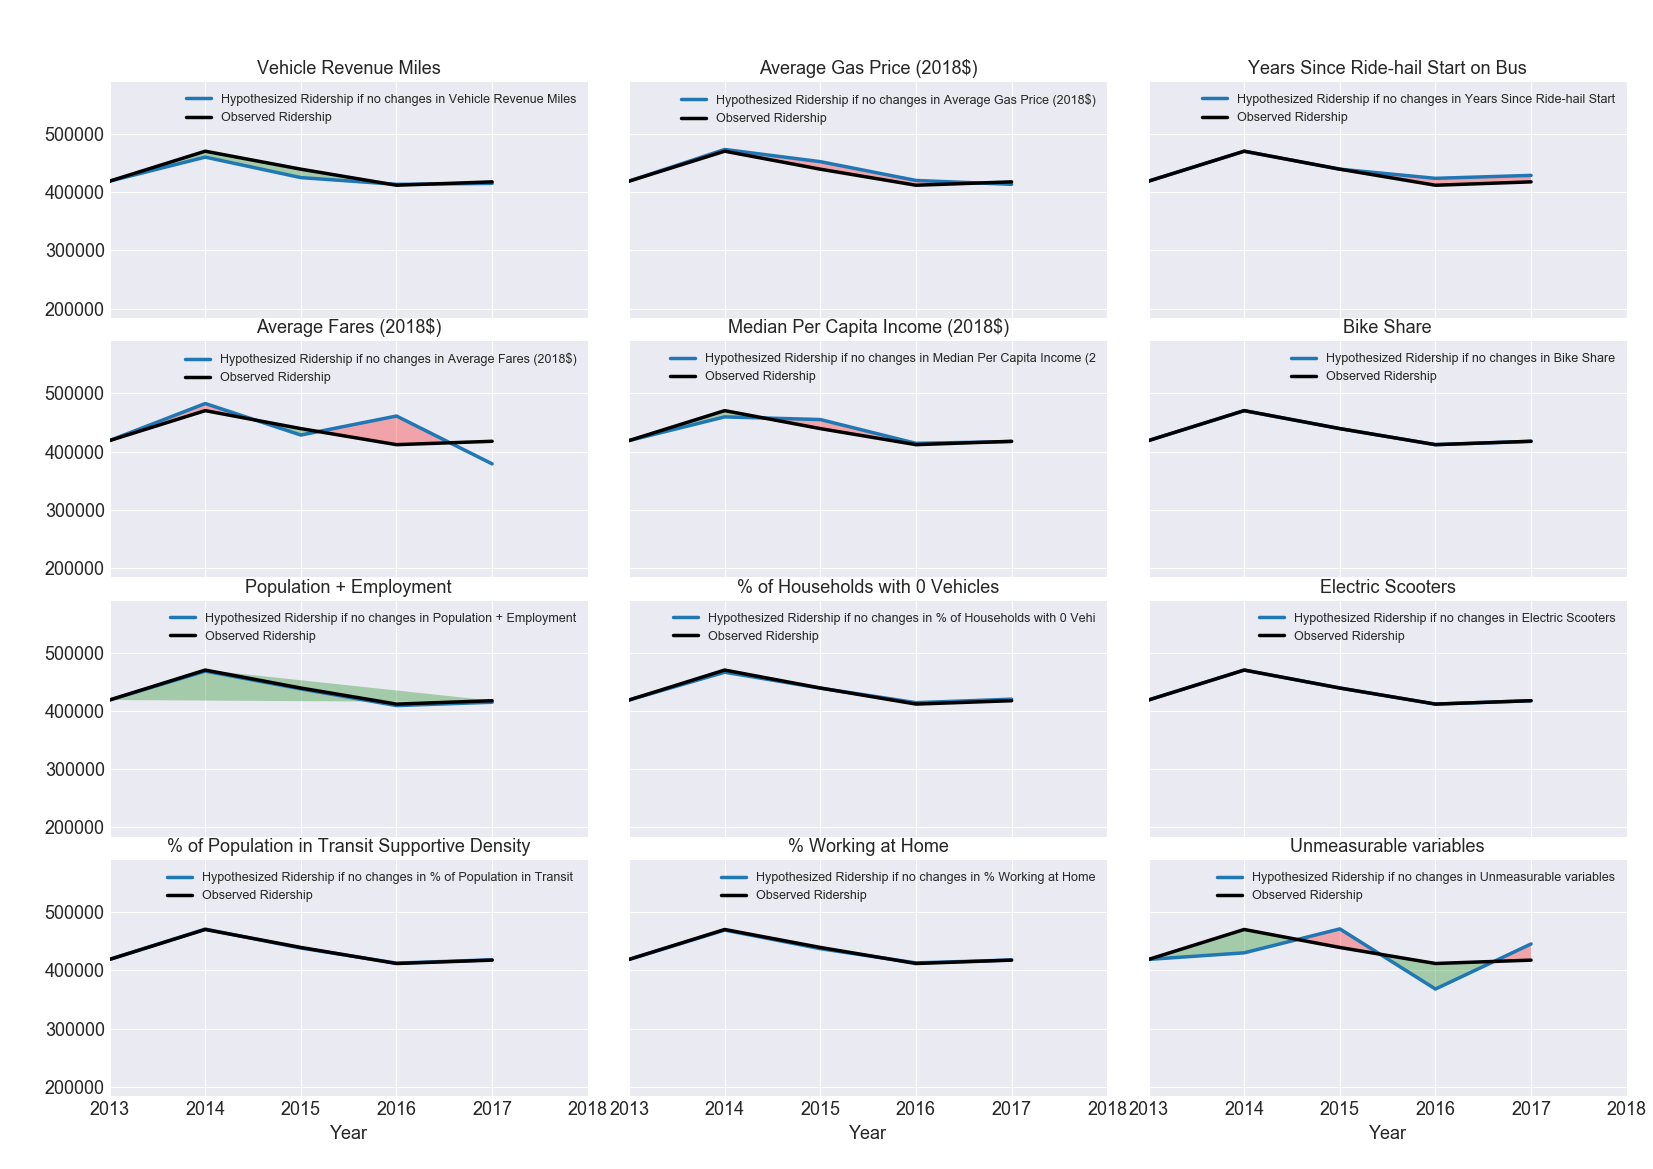 Vehicle Revenue Miles
Hypothesized Ridership if no changes in Vehicle Revenue Miles
Observed Ridership
500000
400000
300000
200000
Average Gas Price (2018$)
Hypothesized Ridership if no changes in Average Gas Price (2018$)
Observed Ridership
Years Since Ride-hail Start on Bus
Hypothesized Ridership if no changes in Years Since Ride-hail Start
Observed Ridership
Average Fares (2018$)
Hypothesized Ridership if no changes in Average Fares (2018$)
Observed Ridership
500000
400000
300000
200000
Median Per Capita Income (2018$)
Hypothesized Ridership if no changes in Median Per Capita Income (2
Observed Ridership
Bike Share
Hypothesized Ridership if no changes in Bike Share
Observed Ridership
Population + Employment
Hypothesized Ridership if no changes in Population + Employment
Observed Ridership
500000
400000
300000
200000
% of Households with 0 Vehicles
Hypothesized Ridership if no changes in % of Households with 0 Vehi
Observed Ridership
Electric Scooters
Hypothesized Ridership if no changes in Electric Scooters
Observed Ridership
% of Population in Transit Supportive Density
Hypothesized Ridership if no changes in % of Population in Transit
Observed Ridership
500000
400000
300000
200000
2013 2014 2015 2016 2017 2018
Year
% Working at Home
Hypothesized Ridership if no changes in % Working at Home
Observed Ridership
2013 2014 2015 2016 2017 2018
Year
Unmeasurable variables
Hypothesized Ridership if no changes in Unmeasurable variables
Observed Ridership
2013 2014 2015 2016 2017 2018
Year